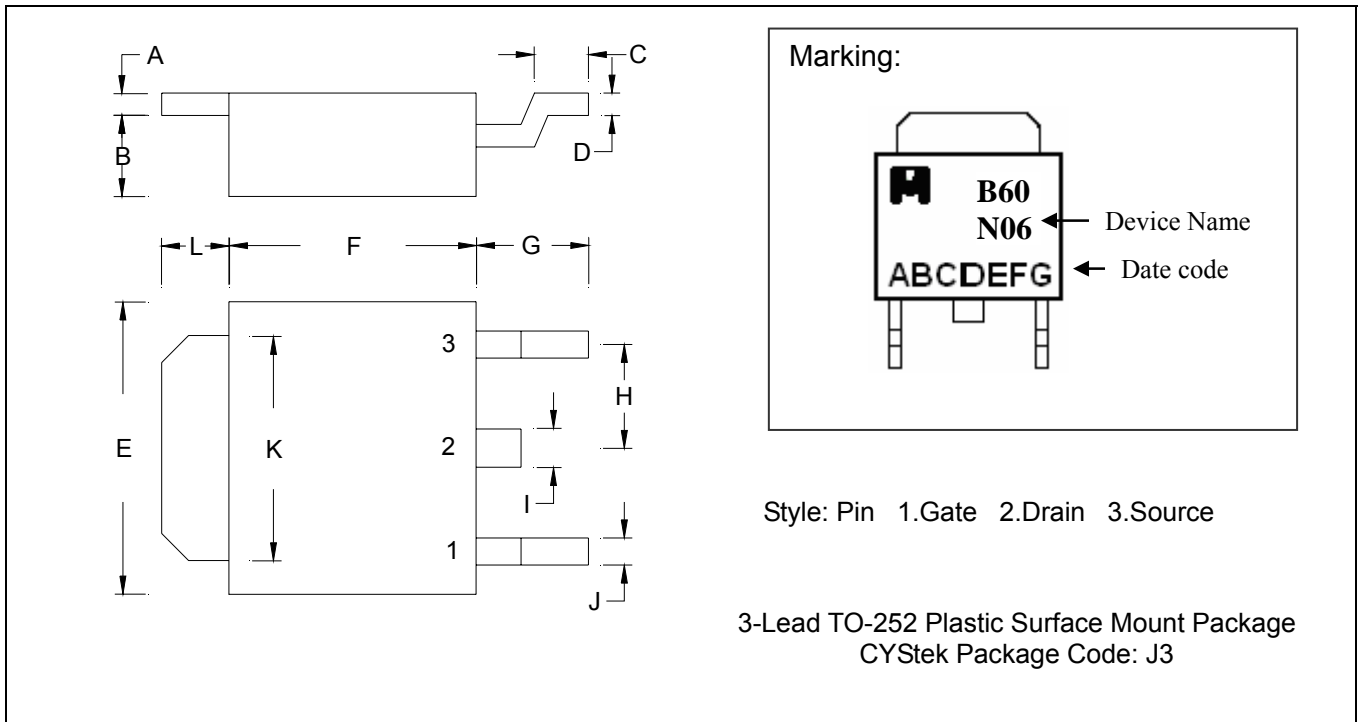 A
C
B
D
L
F
G
3
H
E
K
2
I
1
J
Marking:
B60
N06
Device Name
ABCDEFG
Date code
Style: Pin 1.Gate 2.Drain 3.Source
3-Lead TO-252 Plastic Surface Mount Package
CYStek Package Code: J3